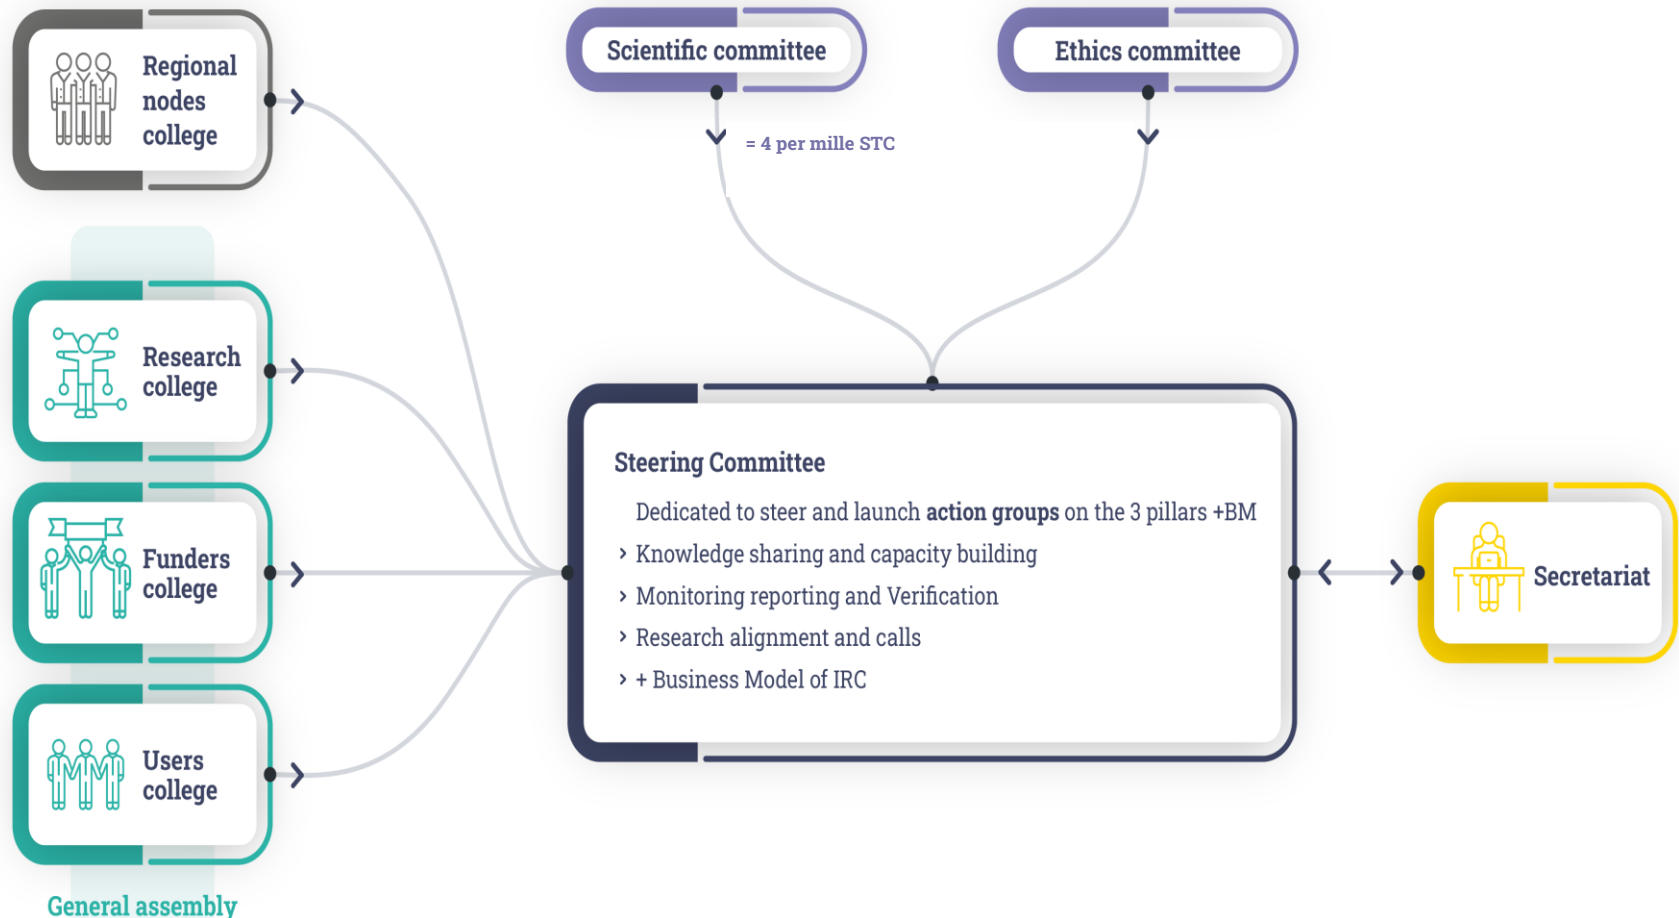 Regional
nodes
college
Scientific committee
Ethics committee
= 4 per mille STC
Research
college
Funders
college
Users
college
General assembly
Steering Committee
Dedicated to steer and launch action groups on the 3 pillars +BM
› Knowledge sharing and capacity building
› Monitoring reporting and Verification
› Research alignment and calls
› + Business Model of IRC
Secretariat